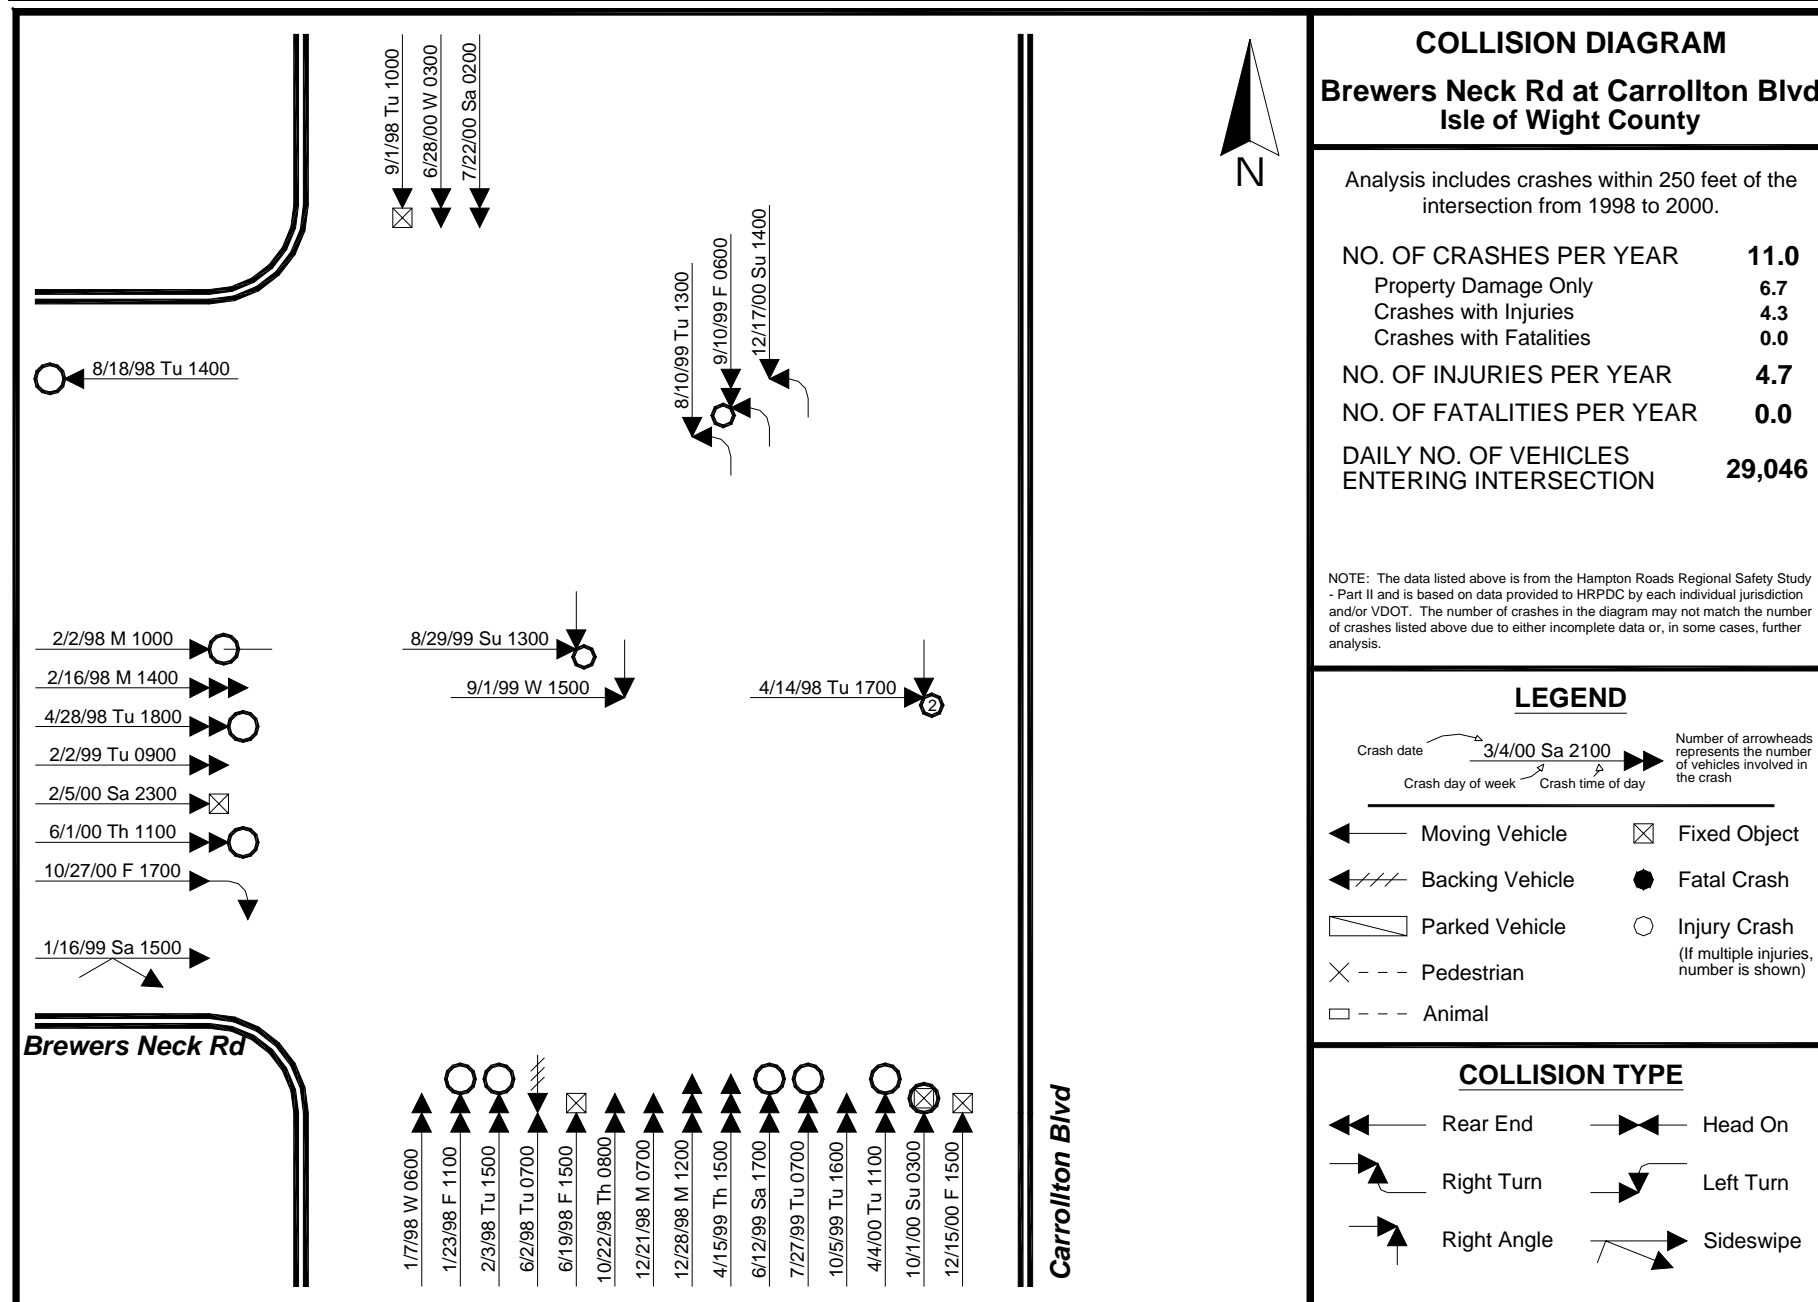 COLLISION DIAGRAM
Brewers Neck Rd at Carrollton Blvd
Isle of Wight County
Analysis includes crashes within 250 feet of the
intersection from 1998 to 2000.
NO. OF CRASHES PER YEAR 11.0
Property Damage Only 6.7
Crashes with Injuries 4.3
Crashes with Fatalities 0.0
NO. OF INJURIES PER YEAR 4.7
NO. OF FATALITIES PER YEAR 0.0
DAILY NO. OF VEHICLES
ENTERING INTERSECTION 29,046
NOTE: The data listed above is from the Hampton Roads Regional Safety Study
- Part II and is based on data provided to HRPDC by each individual jurisdiction
and/or VDOT. The number of crashes in the diagram may not match the number
of crashes listed above due to either incomplete data or, in some cases, further
analysis.
LEGEND
Crash date
3/4/00 Sa 2100
Number of arrowheads
represents the number
of vehicles involved in
the crash
Crash day of week
Crash time of day
Moving Vehicle
Fixed Object
Backing Vehicle
Fatal Crash
Parked Vehicle
Injury Crash
(If multiple injuries,
number is shown)
Pedestrian
Animal
COLLISION TYPE
Rear End
Head On
Right Turn
Left Turn
Right Angle
Sideswipe
N
9/1/98 Tu 1000
6/28/00 W 0300
7/22/00 Sa 0200
8/10/99 Tu 1300
9/10/99 F 0600
12/17/00 Su 1400
8/18/98 Tu 1400
2/2/98 M 1000
2/16/98 M 1400
4/28/98 Tu 1800
2/2/99 Tu 0900
2/5/00 Sa 2300
6/1/00 Th 1100
10/27/00 F 1700
1/16/99 Sa 1500
8/29/99 Su 1300
9/1/99 W 1500
4/14/98 Tu 1700
2
Brewers Neck Rd
Carrollton Blvd
1/7/98 W 0600
1/23/98 F 1100
2/3/98 Tu 1500
6/2/98 Tu 0700
6/19/98 F 1500
10/22/98 Th 0800
12/21/98 M 0700
12/28/98 M 1200
4/15/99 Th 1500
6/12/99 Sa 1700
7/27/99 Tu 0700
10/5/99 Tu 1600
4/4/00 Tu 1100
10/1/00 Su 0300
12/15/00 F 1500